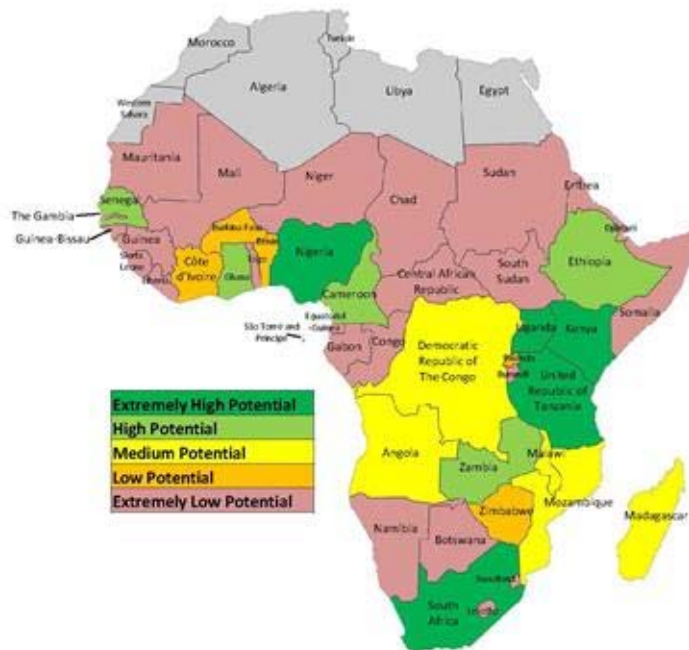 Morocco
Tunisia
Algeria
Libya
Egypt
Western
Sahara
Mauritania
Mali
Niger
Chad
Sudan
Eritrea
Senegal
The Gambia
Guinea-Bissau
Guinea
Sierra
Leone
Liberia
Côte
d'Ivoire
Burkina Faso
Ghana
Togo
Benin
Nigeria
Cameroon
Central African
Republic
South
Sudan
Djibouti
Ethiopia
Somalia
Equatorial
Guinea
São Tomé and
Principe
Gabon
Congo
Democratic
Republic of
The Congo
Uganda
Kenya
Rwanda
Burundi
United
Republic of
Tanzania
Extremely High Potential
High Potential
Medium Potential
Low Potential
Extremely Low Potential
Angola
Zambia
Malawi
Mozambique
Madagascar
Zimbabwe
Namibia
Botswana
Swaziland
South
Africa
Lesotho